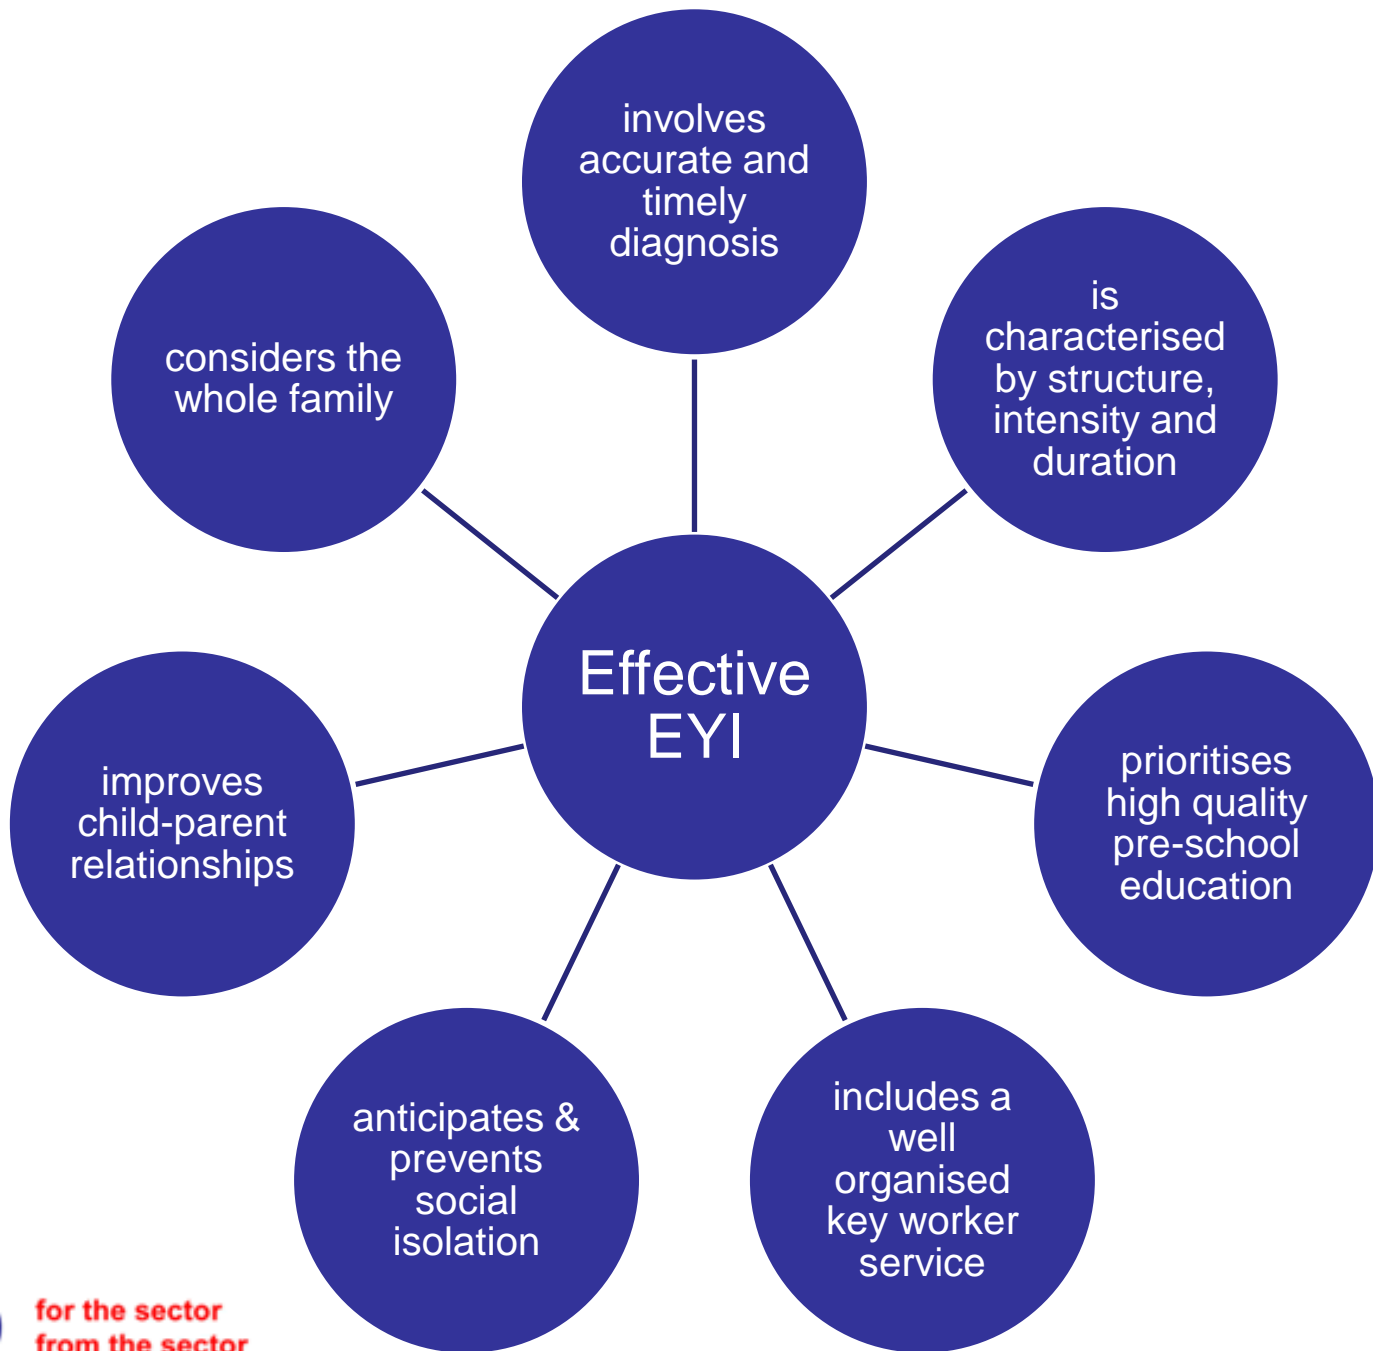 involves
accurate and
timely
diagnosis
is
characterised
by structure,
intensity and
duration
prioritises
high quality
pre-school
education
includes a
well
organised
key worker
service
anticipates &
prevents
social
isolation
improves
child-parent
relationships
considers the
whole family
Effective
EYI
for the sector
from the sector